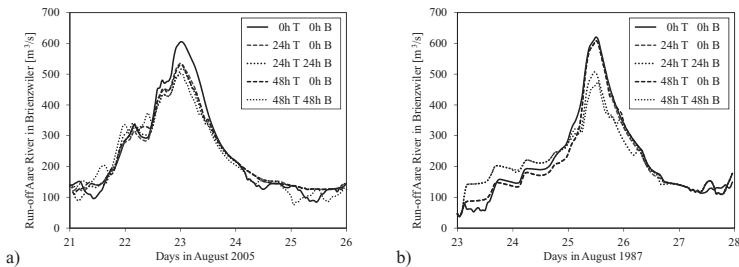 700
600
500
400
300
200
100
0
Run-off Aare River in Brienzwiler [m³/s]
0h T 0h B
24h T 0h B
24h T 24h B
48h T 0h B
48h T 48h B
21 22 23 24 25 26
Days in August 2005
a)
700
600
500
400
300
200
100
0
Run-off Aare River in Brienzwiler [m³/s]
0h T 0h B
24h T 0h B
24h T 24h B
48h T 0h B
48h T 48h B
23 24 25 26 27 28
Days in August 1987
b)